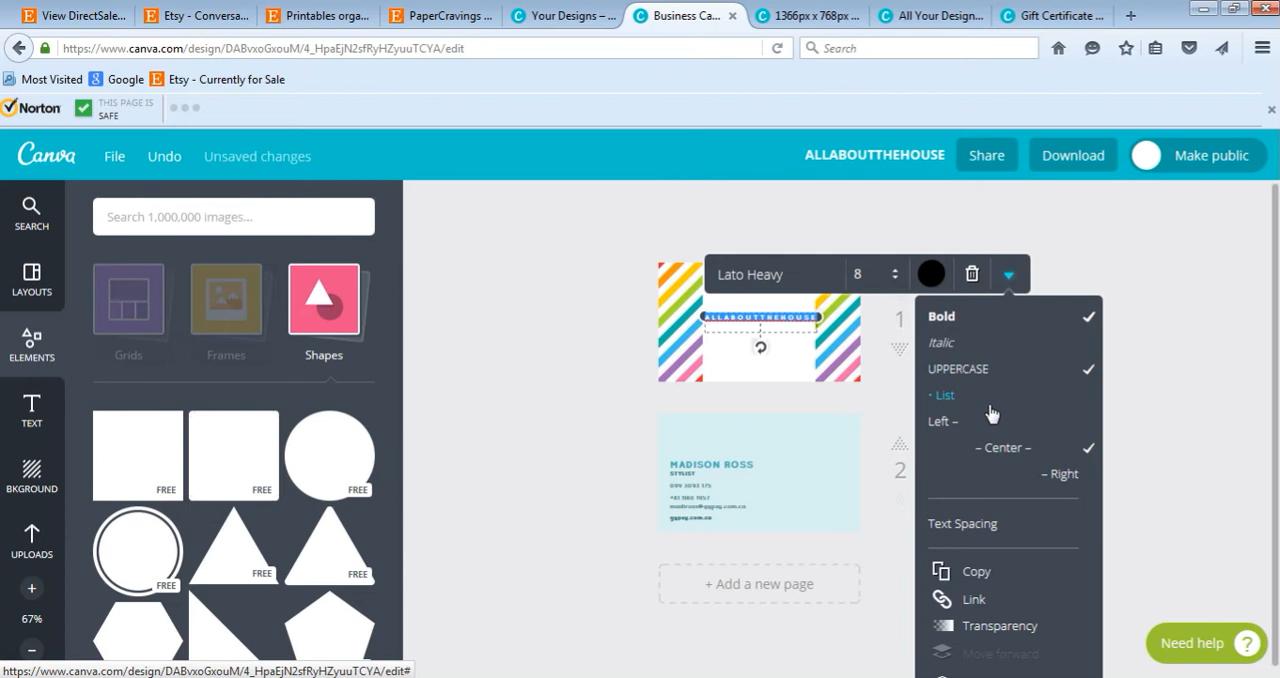 View DirectSale...
Etsy - Conversa...
Printables orga...
PaperCravings ...
Your Designs – ...
Business Ca...
1366px x 768px ...
All Your Design...
Gift Certificate ...
https://www.canva.com/design/DABvxoGxouM/4_HpaEjN2sfRyHZyuuTCYA/edit
Search
Most Visited
Google
Etsy - Currently for Sale
Norton
THIS PAGE IS
SAFE
Canva
File
Undo
Unsaved changes
ALLABOUTTHEHOUSE
Share
Download
Make public
SEARCH
LAYOUTS
ELEMENTS
TEXT
BKGROUND
UPLOADS
67%
Search 1,000,000 images...
Grids
Frames
Shapes
FREE
FREE
FREE
FREE
FREE
FREE
Lato Heavy
8
ALLABOUTTHEHOUSE
1
MADISON ROSS
STYLIST
2
+ Add a new page
Bold
Italic
UPPERCASE
• List
Left –
– Center –
– Right
Text Spacing
Copy
Link
Transparency
Move forward
Need help ?
https://www.canva.com/design/DABvxoGxouM/4_HpaEjN2sfRyHZyuuTCYA/edit#